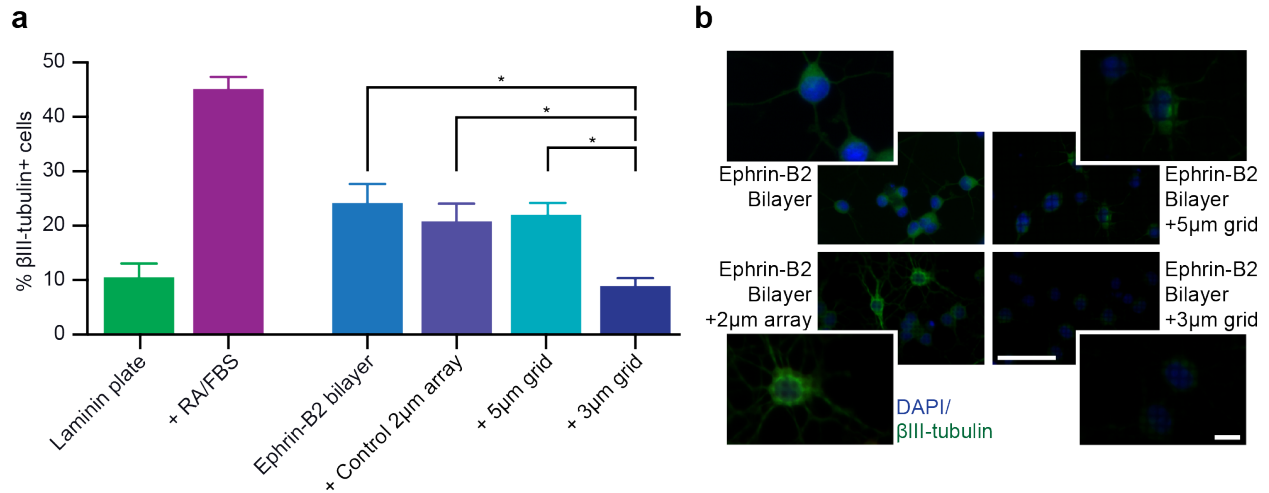 a
% βIII-tubulin+ cells
50
40
30
20
10
0
*
*
*
Laminin plate
+ RA/FBS
Ephrin-B2 bilayer
+ Control 2μm array
+ 5μm grid
+ 3μm grid
b
Ephrin-B2
Bilayer
Ephrin-B2
Bilayer
+5μm grid
Ephrin-B2
Bilayer
+2μm array
Ephrin-B2
Bilayer
+3μm grid
DAPI/
βIII-tubulin